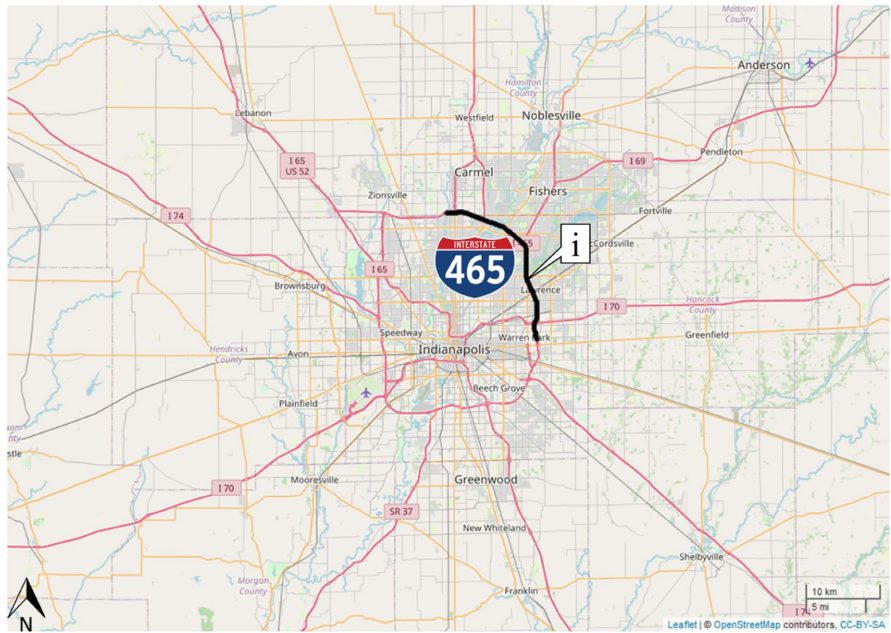 Madison
County
Anderson
Hamilton
County
Lebanon
Westfield
Noblesville
Pendleton
I 65
US 52
I 69
Carmel
Zionsville
Fishers
I 74
Fortville
INTERSTATE
465
i
cCordsville
I 65
Brownsburg
Lawrence
Hancock
County
I 70
Speedway
Warren Park
Greenfield
Hendricks
County
Avon
Indianapolis
Beech Grove
Plainfield
stle
Mooresville
Greenwood
I 70
SR 37
New Whiteland
Shelbyville
Morgan
County
Franklin
10 km
5 mi
I 74
N
Leaflet | © OpenStreetMap contributors, CC-BY-SA